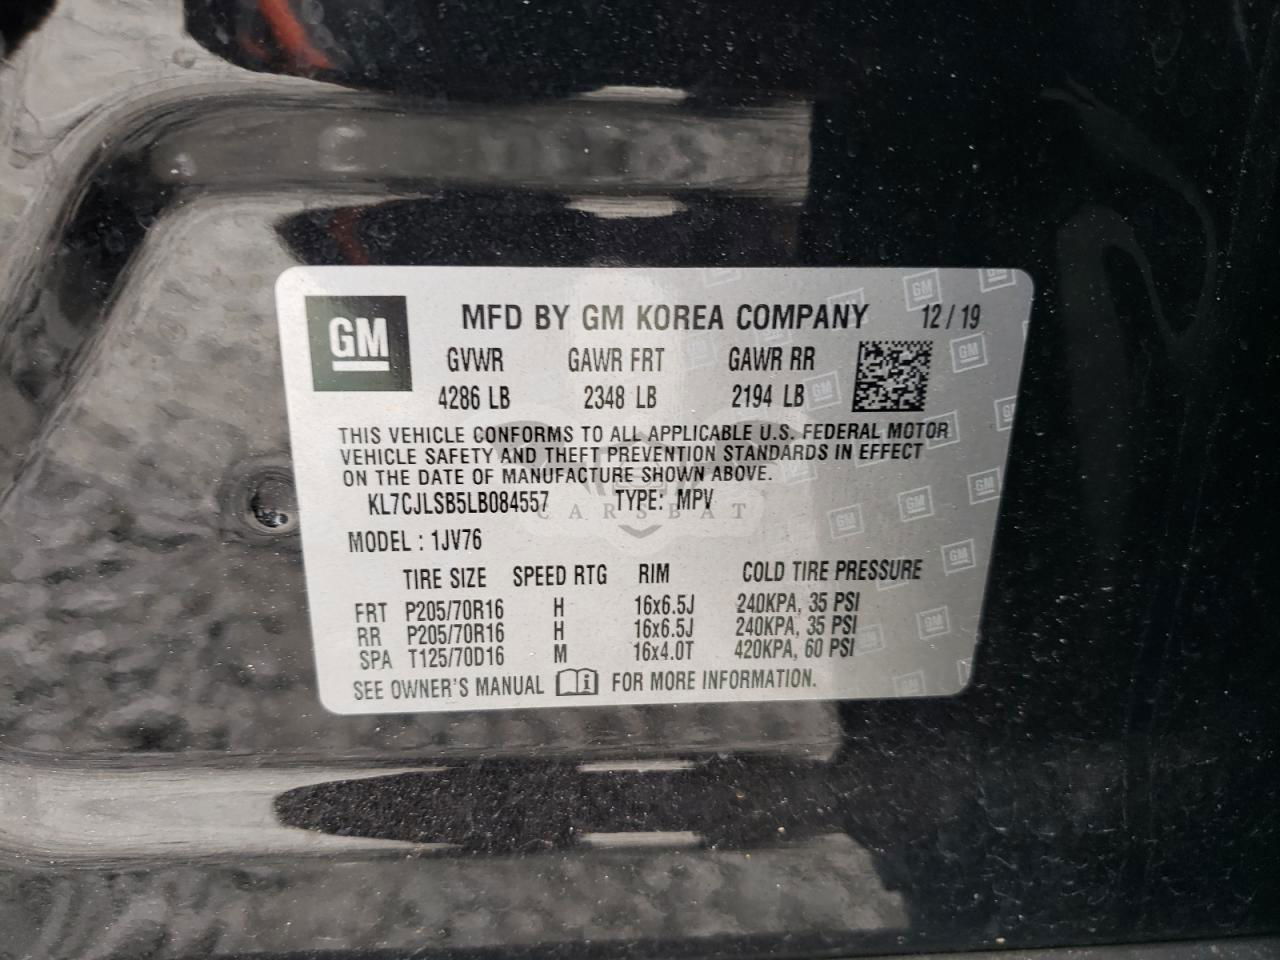 GM MFD BY GM KOREA COMPANY 12 / 19
GVWR GAWR FRT GAWR RR
4286 LB 2348 LB 2194 LB
THIS VEHICLE CONFORMS TO ALL APPLICABLE U.S. FEDERAL MOTOR
VEHICLE SAFETY AND THEFT PREVENTION STANDARDS IN EFFECT
ON THE DATE OF MANUFACTURE SHOWN ABOVE.
KL7CJLSB5LB084557 TYPE: MPV
CARSBAT
MODEL : 1JV76
TIRE SIZE SPEED RTG RIM COLD TIRE PRESSURE
FRT P205/70R16 H 16x6.5J 240KPA, 35 PSI
RR P205/70R16 H 16x6.5J 240KPA, 35 PSI
SPA T125/70D16 M 16x4.0T 420KPA, 60 PSI
SEE OWNER'S MANUAL i FOR MORE INFORMATION.